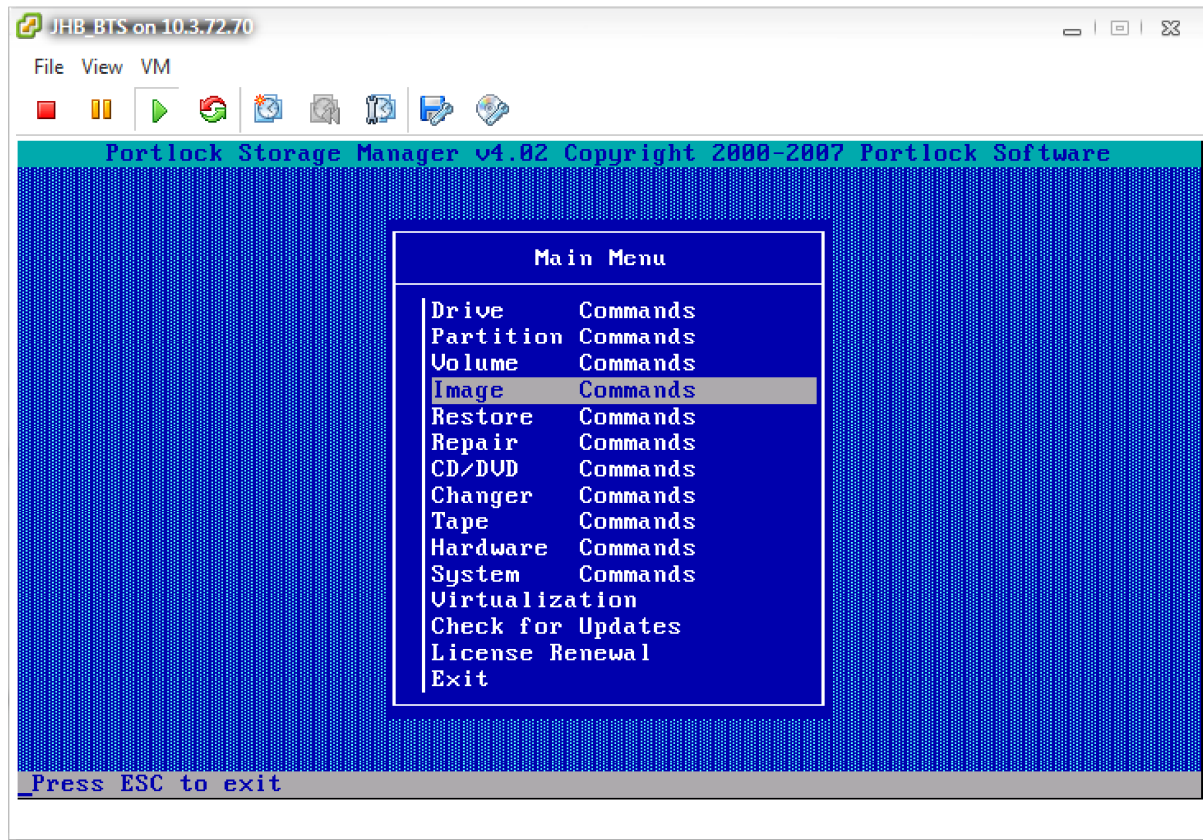 JHB_BTS on 10.3.72.70
File View VM
Portlock Storage Manager v4.02 Copyright 2000-2007 Portlock Software
Main Menu
Drive Commands
Partition Commands
Volume Commands
Image Commands
Restore Commands
Repair Commands
CD/DVD Commands
Changer Commands
Tape Commands
Hardware Commands
System Commands
Virtualization
Check for Updates
License Renewal
Exit
_Press ESC to exit